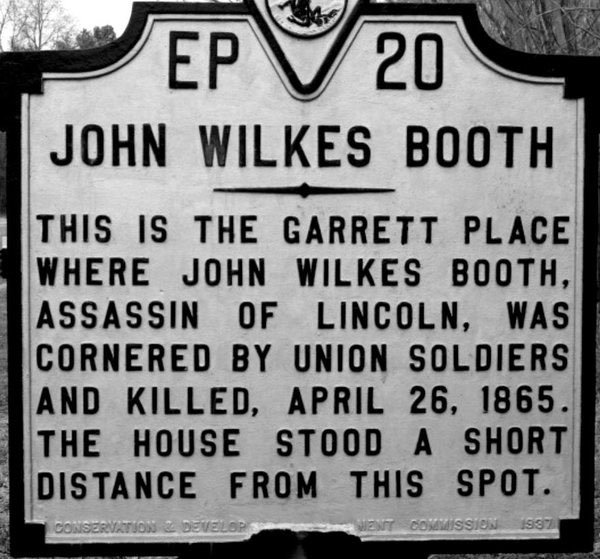 EP 20
JOHN WILKES BOOTH
THIS IS THE GARRETT PLACE
WHERE JOHN WILKES BOOTH,
ASSASSIN OF LINCOLN, WAS
CORNERED BY UNION SOLDIERS
AND KILLED, APRIL 26, 1865.
THE HOUSE STOOD A SHORT
DISTANCE FROM THIS SPOT.
CONSERVATION & DEVELOP MENT COMMISSION 1937